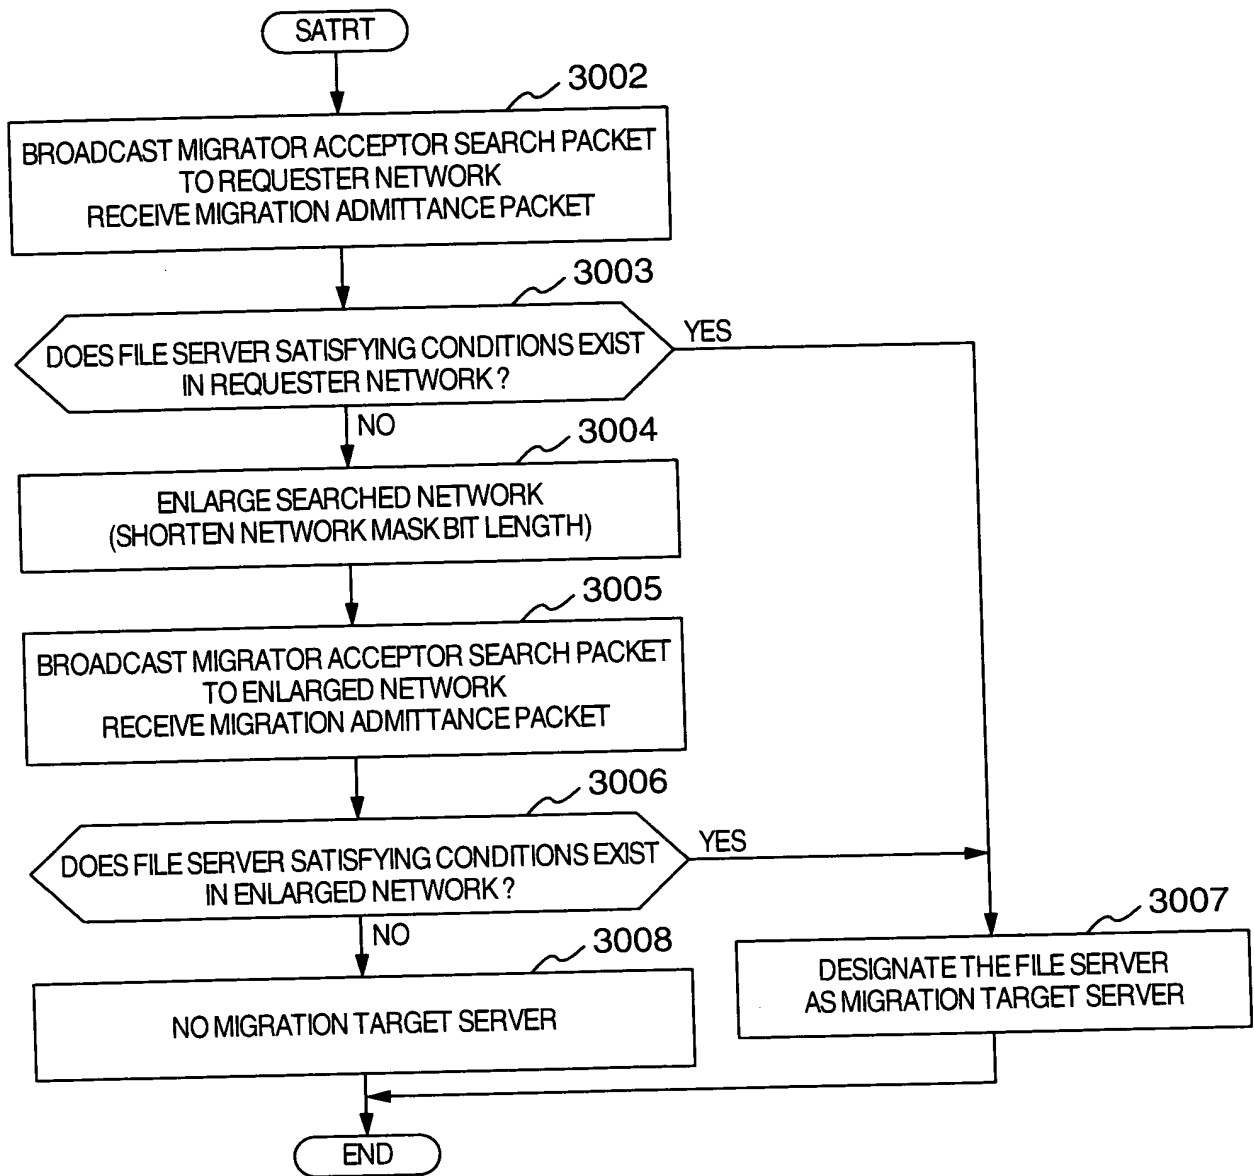 SATRT
3002
BROADCAST MIGRATOR ACCEPTOR SEARCH PACKET
TO REQUESTER NETWORK
RECEIVE MIGRATION ADMITTANCE PACKET
3003
DOES FILE SERVER SATISFYING CONDITIONS EXIST
IN REQUESTER NETWORK?
YES
NO
3004
ENLARGE SEARCHED NETWORK
(SHORTEN NETWORK MASK BIT LENGTH)
3005
BROADCAST MIGRATOR ACCEPTOR SEARCH PACKET
TO ENLARGED NETWORK
RECEIVE MIGRATION ADMITTANCE PACKET
3006
DOES FILE SERVER SATISFYING CONDITIONS EXIST
IN ENLARGED NETWORK?
YES
NO
3007
DESIGNATE THE FILE SERVER
AS MIGRATION TARGET SERVER
3008
NO MIGRATION TARGET SERVER
END